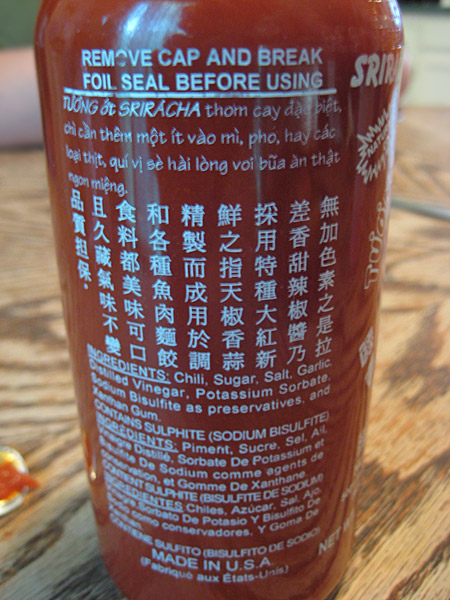 REMOVE CAP AND BREAK
FOIL SEAL BEFORE USING
TƯƠNG ớt SRIRÁCHA thơm cay đặc biệt,
chỉ cần thêm một ít vào mì, phở, hay các
loại thịt, quí vị sẽ hài lòng với bữa ăn thật
ngon miệng.
無加色素之是拉
差香甜辣椒醬乃
採用特種大紅新
鮮之指天椒香蒜
精製而成用於調
和各種魚肉麵餃
食料都美味可口
且久藏氣味不變
品質担保.
INGREDIENTS: Chili, Sugar, Salt, Garlic,
Distilled Vinegar, Potassium Sorbate,
Sodium Bisulfite as preservatives, and
Xanthan Gum.
CONTAINS SULPHITE (SODIUM BISULFITE)
INGRÉDIENTS: Piment, Sucre, Sel, Ail,
Vinaigre Distillé, Sorbate De Potassium et
Bisulfite De Sodium comme agents de
conservation, et Gomme De Xanthane.
CONTIENT SULPHITE (BISULFITE DE SODIUM)
INGREDIENTES Chiles, Azúcar, Sal, Ajo,
Sorbato De Potasio Y Bisulfito De
como conservadores, Y Goma De
CONTIENE SULFITO (BISULFITO DE SODIO)
MADE IN U.S.A.
(Fabriqué aux États-Unis)
SRIRA
NET